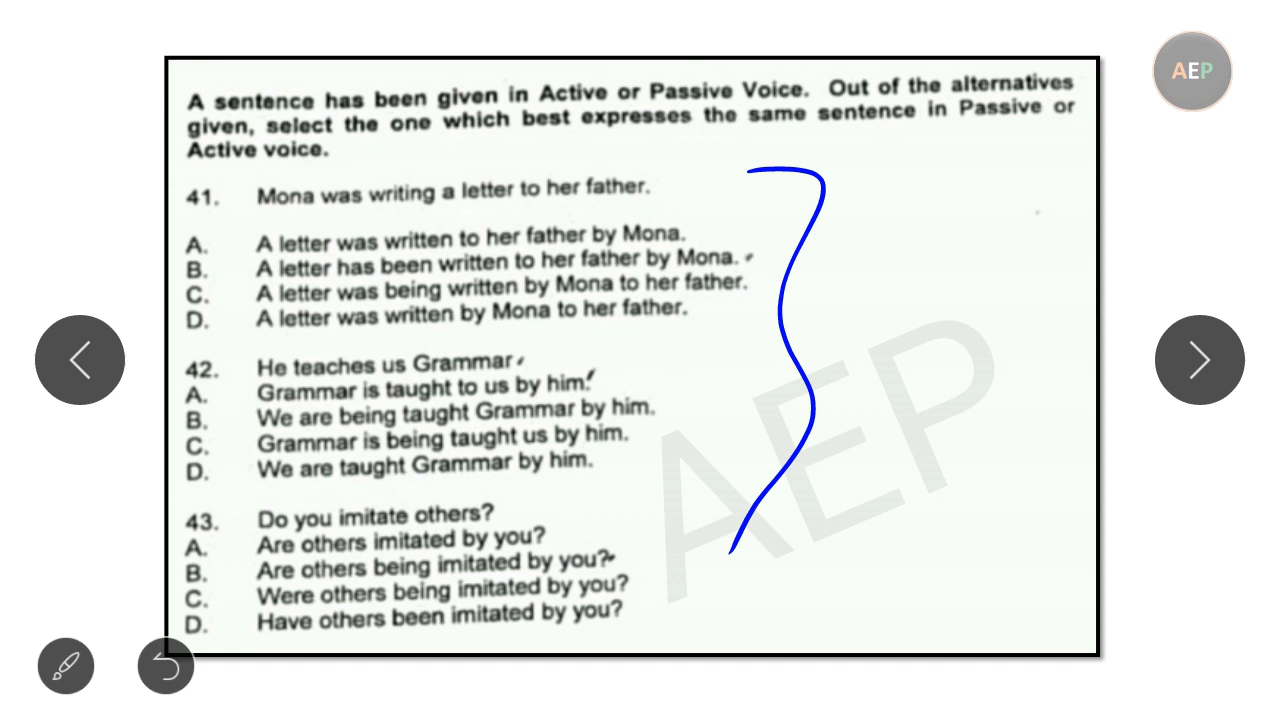 AEP
A sentence has been given in Active or Passive Voice. Out of the alternatives
given, select the one which best expresses the same sentence in Passive or
Active voice.
41. Mona was writing a letter to her father.
A. A letter was written to her father by Mona.
B. A letter has been written to her father by Mona.
C. A letter was being written by Mona to her father.
D. A letter was written by Mona to her father.
42. He teaches us Grammar.
A. Grammar is taught to us by him.
B. We are being taught Grammar by him.
C. Grammar is being taught us by him.
D. We are taught Grammar by him.
43. Do you imitate others?
A. Are others imitated by you?
B. Are others being imitated by you?
C. Were others being imitated by you?
D. Have others been imitated by you?
AEP